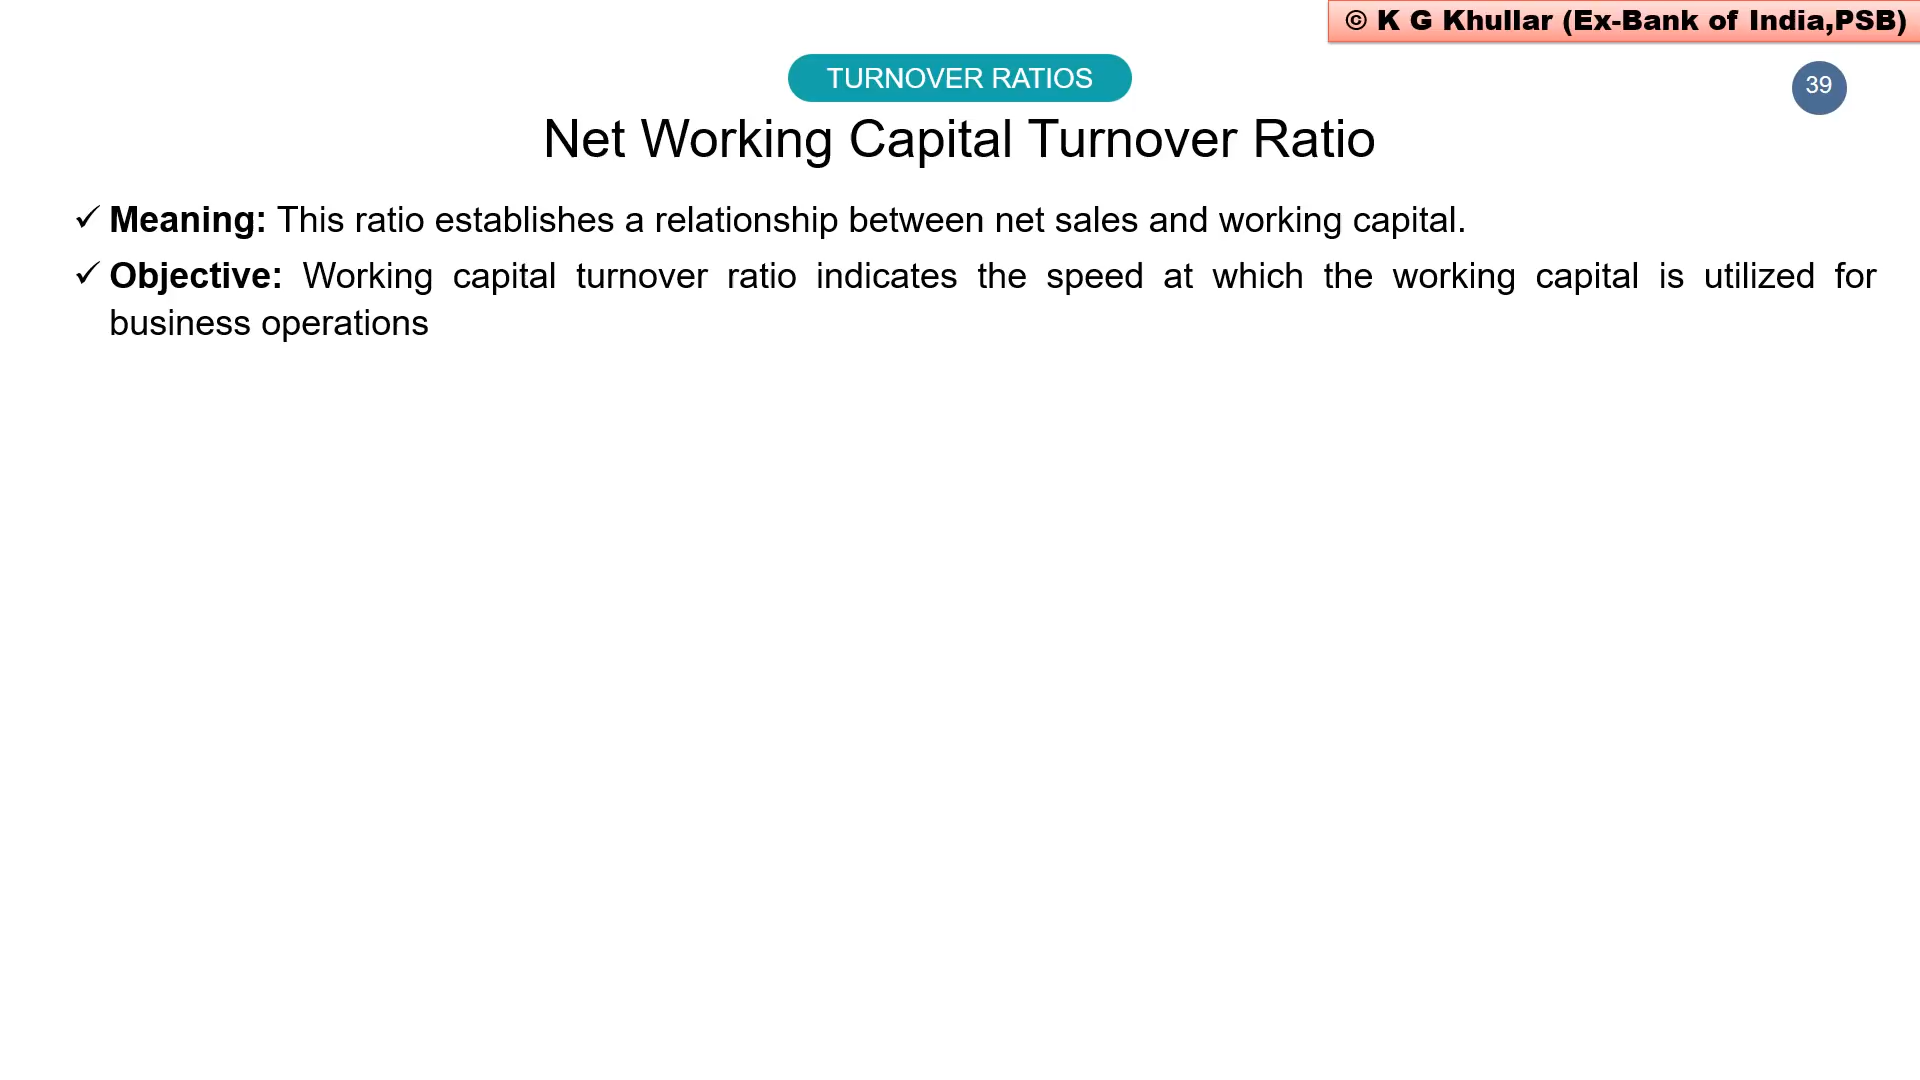 © K G Khullar (Ex-Bank of India,PSB)
TURNOVER RATIOS
39
Net Working Capital Turnover Ratio
✓ Meaning: This ratio establishes a relationship between net sales and working capital.
✓ Objective: Working capital turnover ratio indicates the speed at which the working capital is utilized for
business operations